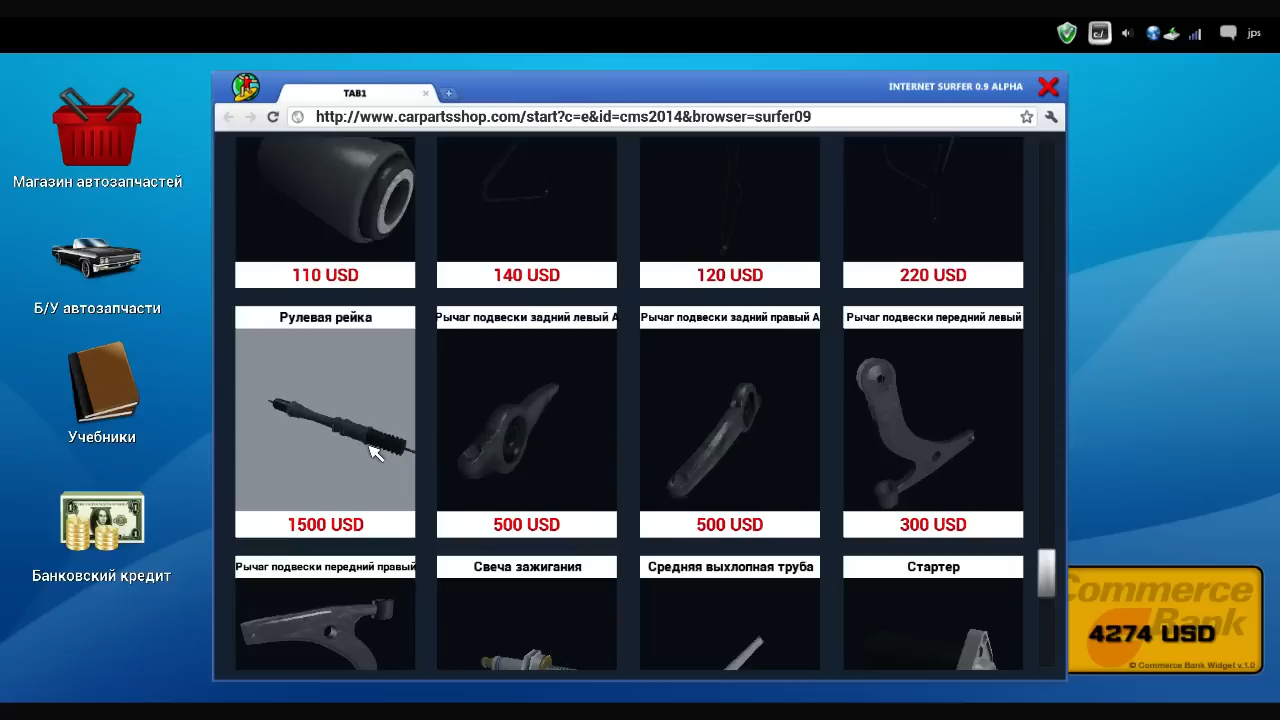 jps
TAB1
INTERNET SURFER 0.9 ALPHA
http://www.carpartsshop.com/start?c=e&id=cms2014&browser=surfer09
Магазин автозапчастей
Б/У автозапчасти
Учебники
Банковский кредит
110 USD
140 USD
120 USD
220 USD
Рулевая рейка
Рычаг подвески задний левый А
Рычаг подвески задний правый А
Рычаг подвески передний левый
1500 USD
500 USD
500 USD
300 USD
Рычаг подвески передний правый
Свеча зажигания
Средняя выхлопная труба
Стартер
Commerce
Bank
4274 USD
© Commerce Bank Widget v.1.0